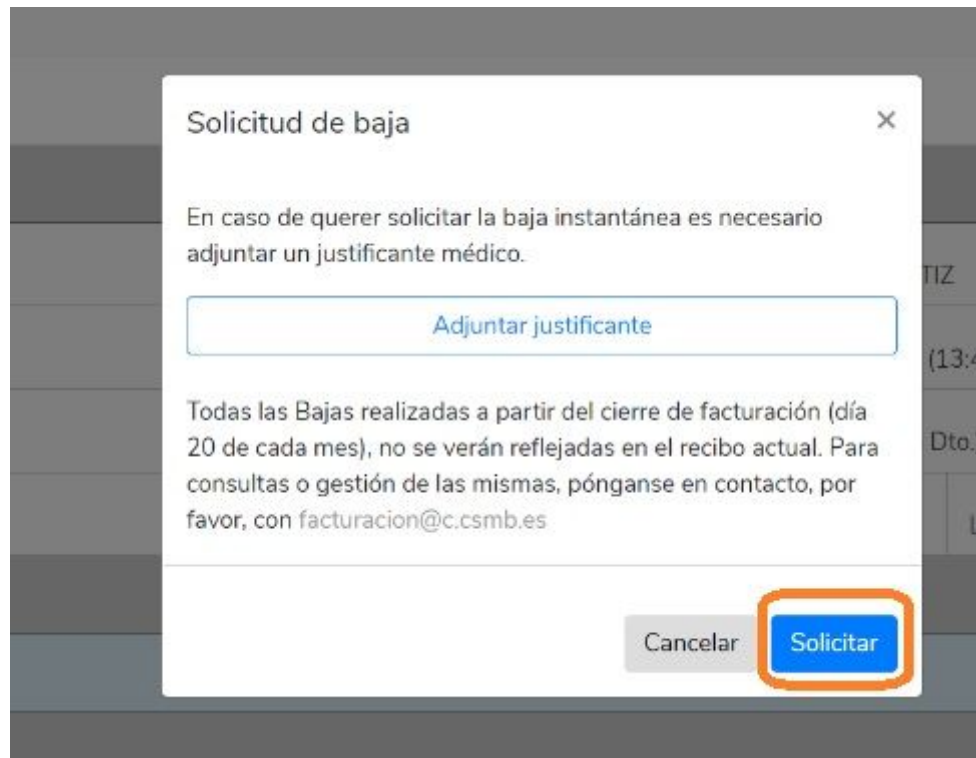 Solicitud de baja ×
En caso de querer solicitar la baja instantánea es necesario
adjuntar un justificante médico.
TIZ
Adjuntar justificante
(13:4
Todas las Bajas realizadas a partir del cierre de facturación (día
20 de cada mes), no se verán reflejadas en el recibo actual. Para
Dto.
consultas o gestión de las mismas, pónganse en contacto, por
favor, con facturacion@c.csmb.es
Cancelar Solicitar